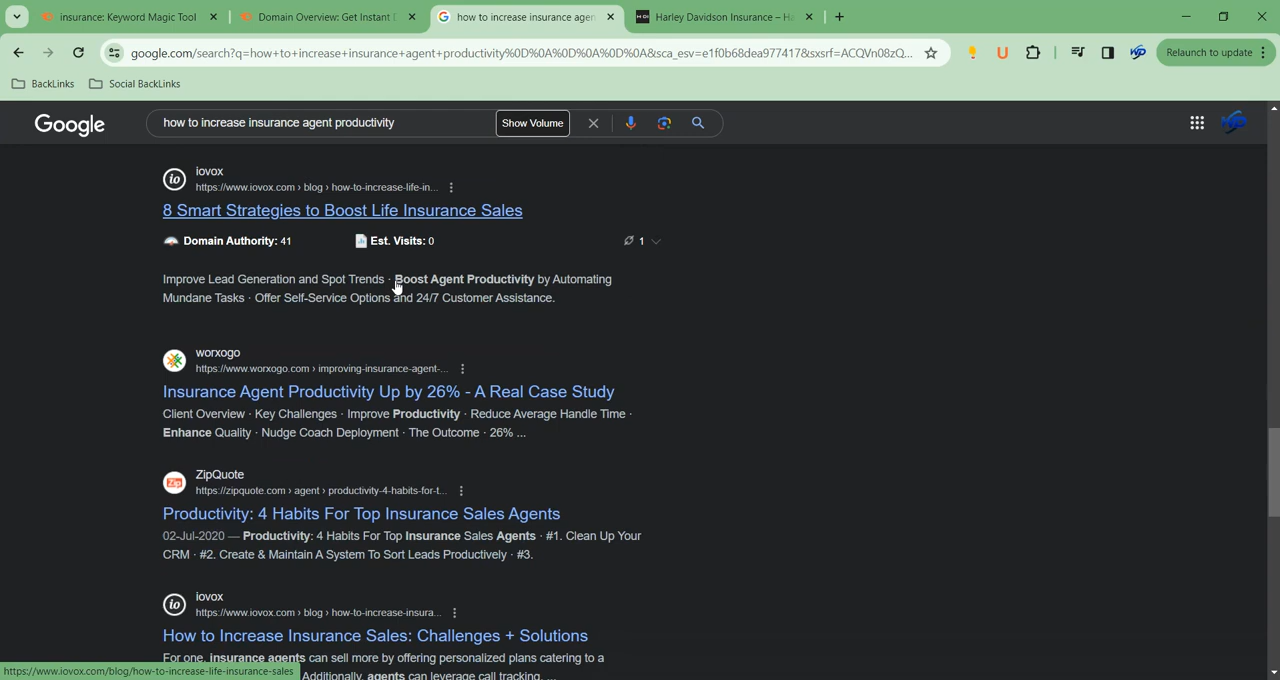 insurance: Keyword Magic Tool
Domain Overview: Get Instant
how to increase insurance agen
Harley Davidson Insurance – H
google.com/search?q=how+to+increase+insurance+agent+productivity%0D%0A%0D%0A%0D%0A&sca_esv=e1f0b68dea977417&sxsrf=ACQVn08zQ...
Relaunch to update
BackLinks
Social BackLinks
Google
how to increase insurance agent productivity
Show Volume
io
iovox
https://www.iovox.com › blog › how-to-increase-life-in...
8 Smart Strategies to Boost Life Insurance Sales
Domain Authority: 41
Est. Visits: 0
1
Improve Lead Generation and Spot Trends · Boost Agent Productivity by Automating
Mundane Tasks · Offer Self-Service Options and 24/7 Customer Assistance.
worxogo
https://www.worxogo.com › improving-insurance-agent-...
Insurance Agent Productivity Up by 26% - A Real Case Study
Client Overview · Key Challenges · Improve Productivity · Reduce Average Handle Time ·
Enhance Quality · Nudge Coach Deployment · The Outcome · 26% ...
Zip
ZipQuote
https://zipquote.com › agent › productivity-4-habits-for-t...
Productivity: 4 Habits For Top Insurance Sales Agents
02-Jul-2020 — Productivity: 4 Habits For Top Insurance Sales Agents · #1. Clean Up Your
CRM · #2. Create & Maintain A System To Sort Leads Productively · #3.
io
iovox
https://www.iovox.com › blog › how-to-increase-insura...
How to Increase Insurance Sales: Challenges + Solutions
For one, insurance agents can sell more by offering personalized plans catering to a
Additionally, agents can leverage call tracking, ...
https://www.iovox.com/blog/how-to-increase-life-insurance-sales